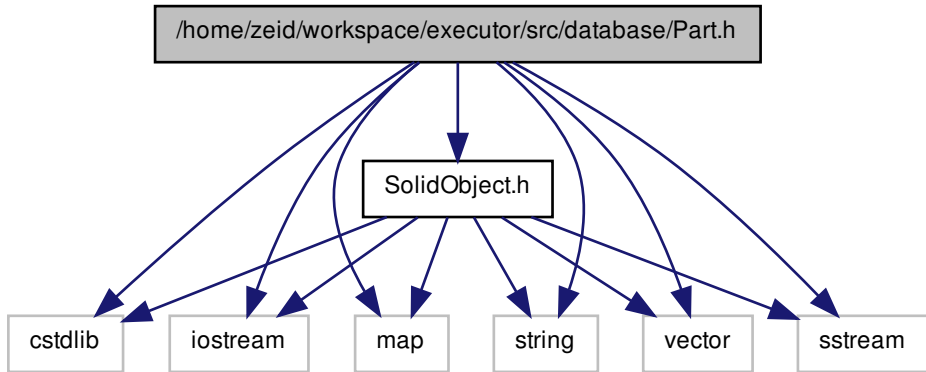 /home/zeid/workspace/executor/src/database/Part.h
SolidObject.h
cstdlib
iostream
map
string
vector
sstream